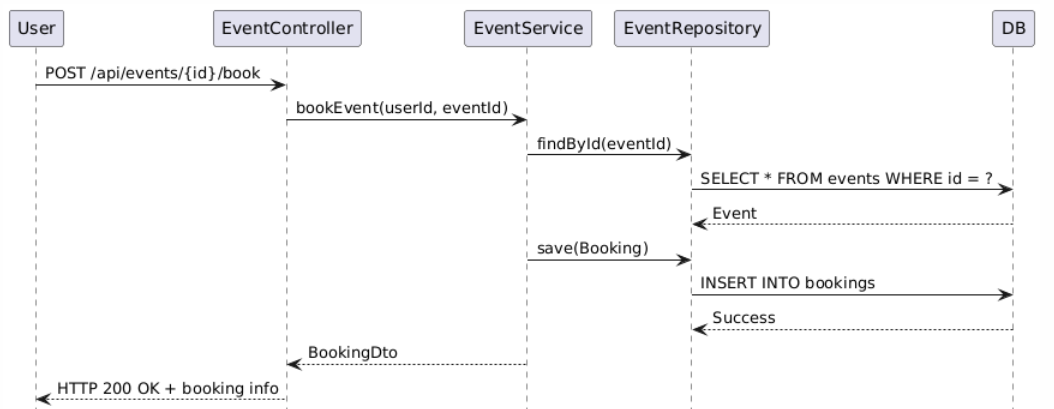 User EventController EventService EventRepository DB
POST /api/events/{id}/book
bookEvent(userId, eventId)
findById(eventId)
SELECT * FROM events WHERE id = ?
Event
save(Booking)
INSERT INTO bookings
Success
BookingDto
HTTP 200 OK + booking info